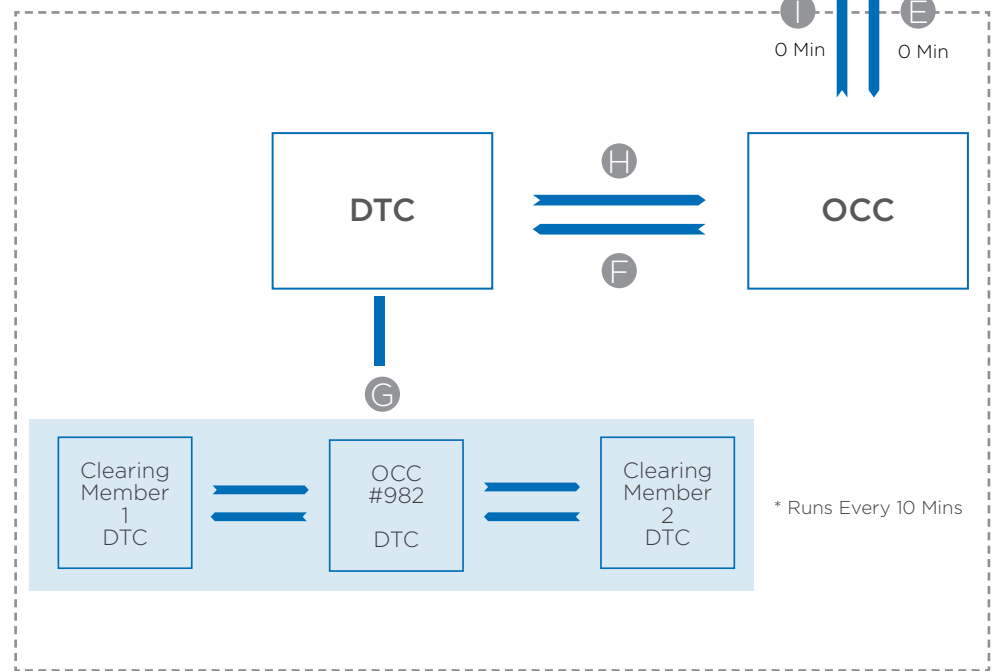 I
E
0 Min
0 Min
H
DTC
OCC
F
G
Clearing
Member
1
DTC
OCC
#982
DTC
Clearing
Member
2
DTC
* Runs Every 10 Mins